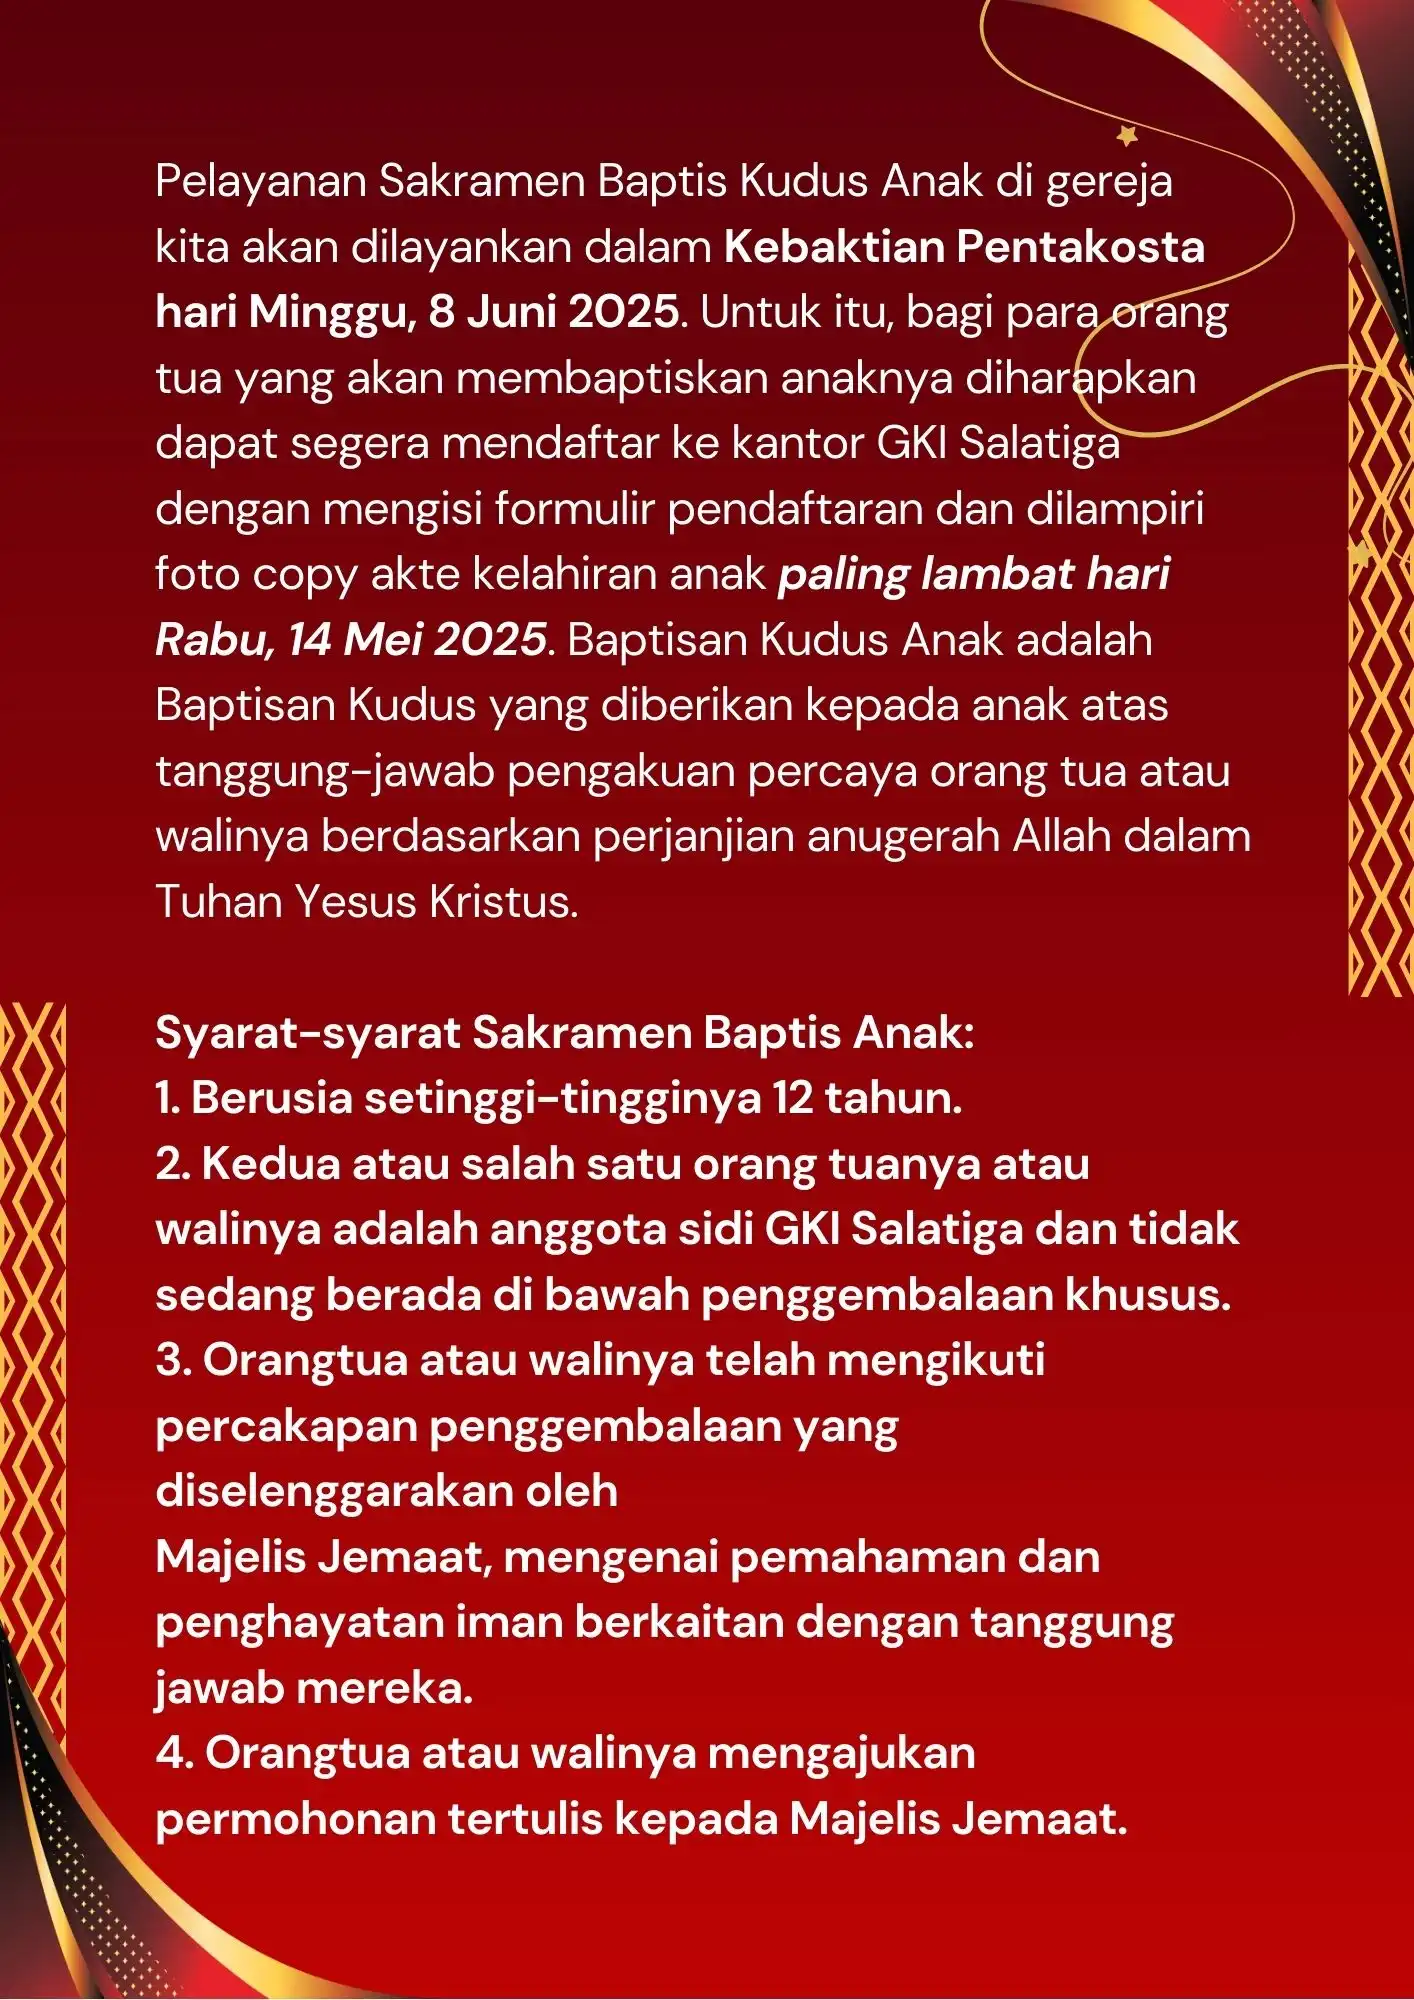 Pelayanan Sakramen Baptis Kudus Anak di gereja
kita akan dilayankan dalam Kebaktian Pentakosta
hari Minggu, 8 Juni 2025. Untuk itu, bagi para orang
tua yang akan membaptiskan anaknya diharapkan
dapat segera mendaftar ke kantor GKI Salatiga
dengan mengisi formulir pendaftaran dan dilampiri
foto copy akte kelahiran anak paling lambat hari
Rabu, 14 Mei 2025. Baptisan Kudus Anak adalah
Baptisan Kudus yang diberikan kepada anak atas
tanggung-jawab pengakuan percaya orang tua atau
walinya berdasarkan perjanjian anugerah Allah dalam
Tuhan Yesus Kristus.
Syarat-syarat Sakramen Baptis Anak:
1. Berusia setinggi-tingginya 12 tahun.
2. Kedua atau salah satu orang tuanya atau
walinya adalah anggota sidi GKI Salatiga dan tidak
sedang berada di bawah penggembalaan khusus.
3. Orangtua atau walinya telah mengikuti
percakapan penggembalaan yang
diselenggarakan oleh
Majelis Jemaat, mengenai pemahaman dan
penghayatan iman berkaitan dengan tanggung
jawab mereka.
4. Orangtua atau walinya mengajukan
permohonan tertulis kepada Majelis Jemaat.